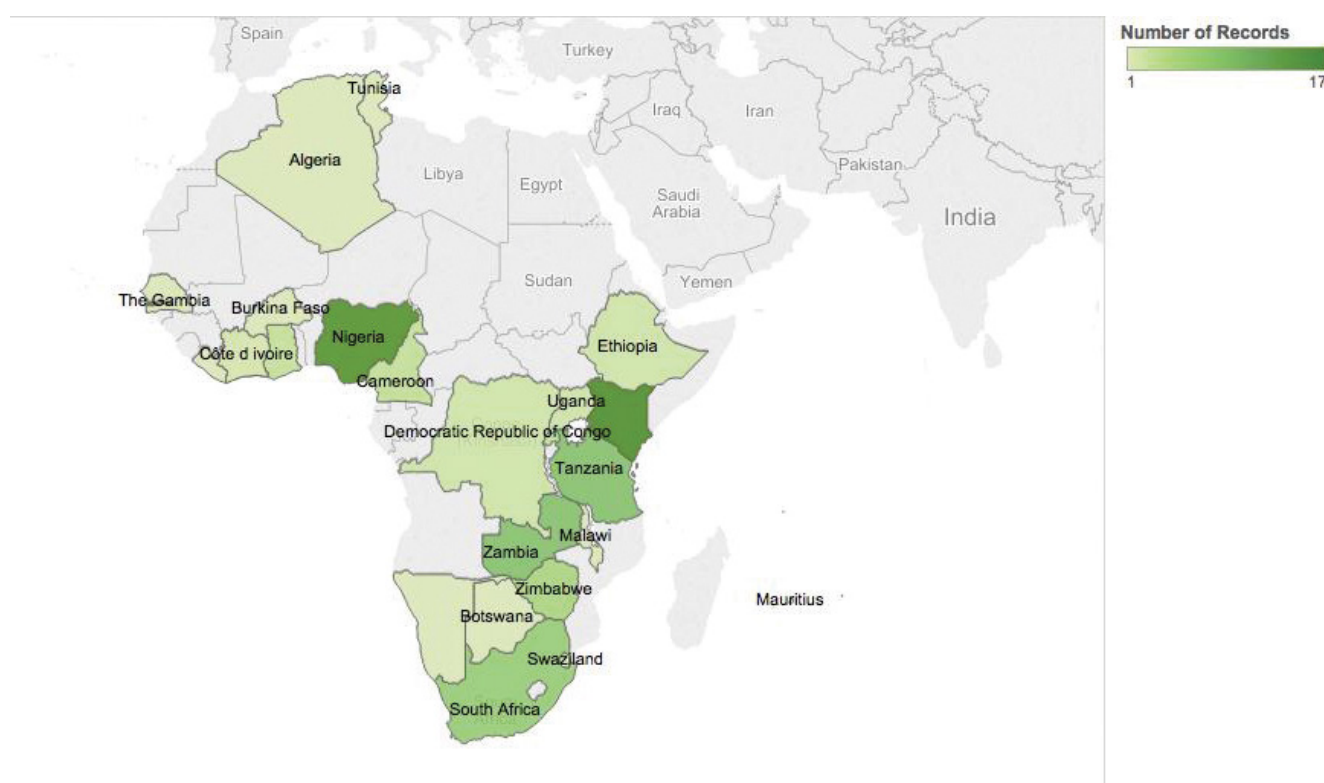 Number of Records
1
17
Spain
Turkey
Tunisia
Iraq
Iran
Algeria
Libya
Egypt
Pakistan
Saudi
Arabia
India
Sudan
Yemen
The Gambia
Burkina Faso
Nigeria
Côte d ivoire
Ethiopia
Cameroon
Uganda
Democratic Republic of Congo
Tanzania
Malawi
Zambia
Zimbabwe
Mauritius
Botswana
Swaziland
South Africa